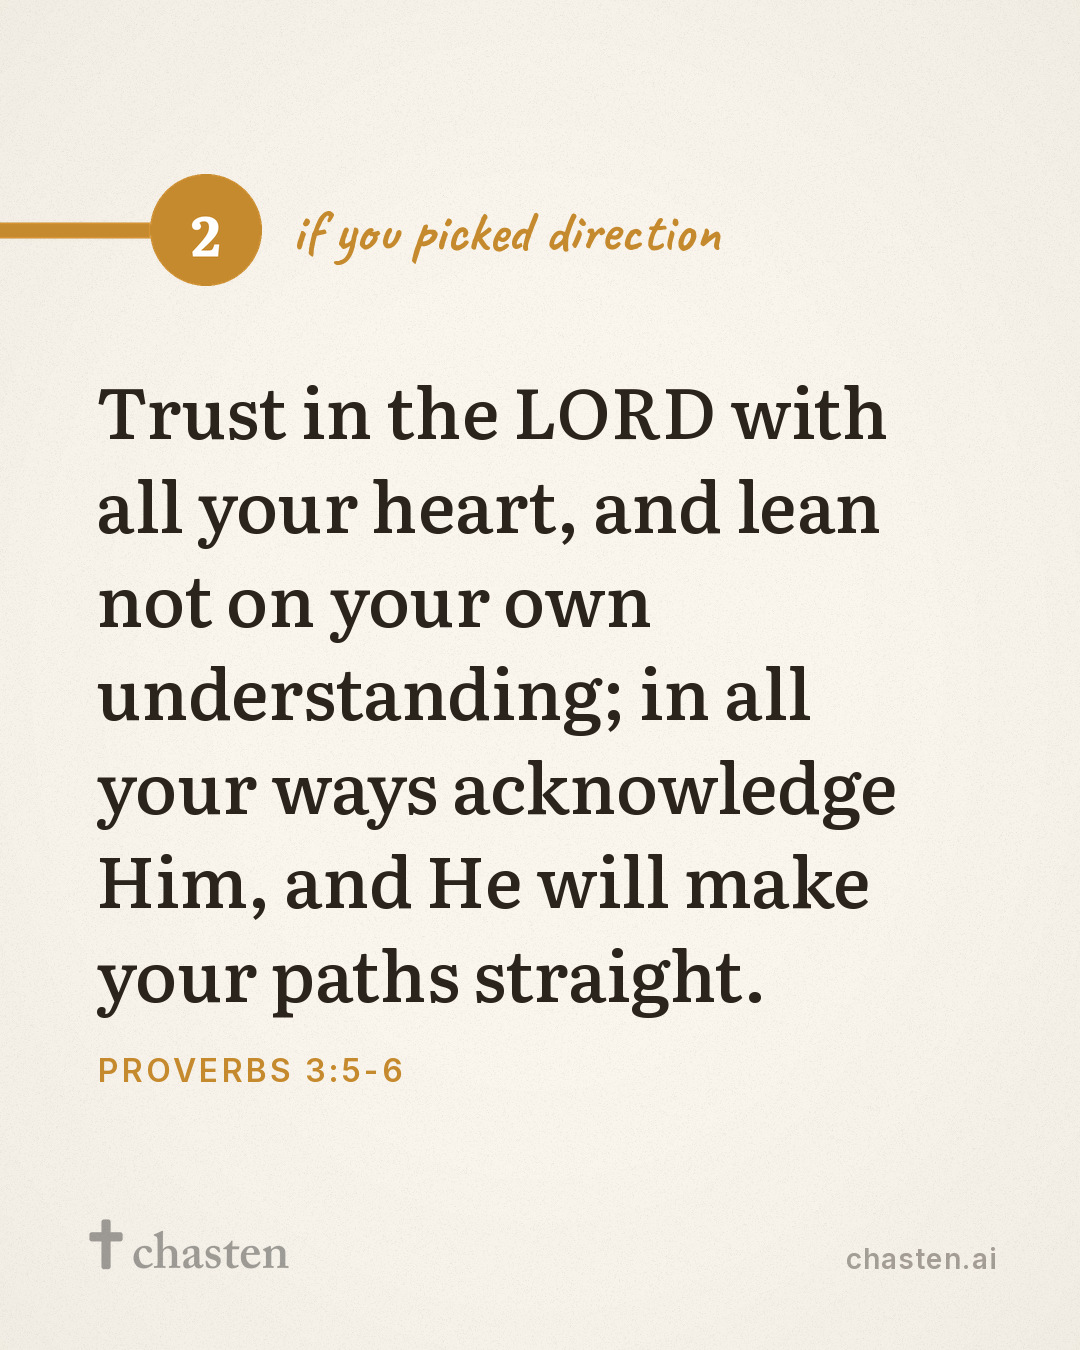 2
if you picked direction
Trust in the LORD with
all your heart, and lean
not on your own
understanding; in all
your ways acknowledge
Him, and He will make
your paths straight.
PROVERBS 3:5-6
chasten
chasten.ai